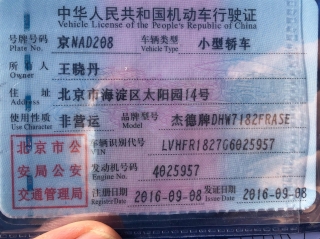 中华人民共和国机动车行驶证
Vehicle License of the People's Republic of China
号牌号码 京NAD208 车辆类型 小型轿车
Plate No. Vehicle Type
所有人 王晓丹
Owner
住址 北京市海淀区太阳园14号
Address
使用性质 非营运 品牌型号 杰德牌DHW7182FRASE
Use Character Model
北京市公
安局公安
交通管理局
车辆识别代号 LVHFR1827G6025957
VIN
发动机号码 4025957
Engine No.
注册日期 2016-09-08 发证日期 2016-09-08
Register Date Issue Date